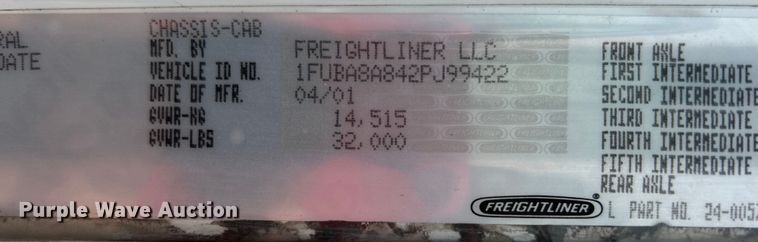 RAL
DATE
CHASSIS-CAB
MFD. BY FREIGHTLINER LLC
VEHICLE ID NO. 1FUBA8A842PJ99422
DATE OF MFR. 04/01
GVWR-KG 14,515
GVWR-LBS 32,000
FRONT AXLE
FIRST INTERMEDIATE
SECOND INTERMEDIATE
THIRD INTERMEDIATE
FOURTH INTERMEDIATE
FIFTH INTERMEDIATE
REAR AXLE
FREIGHTLINER®
L PART NO. 24-0057
Purple Wave Auction